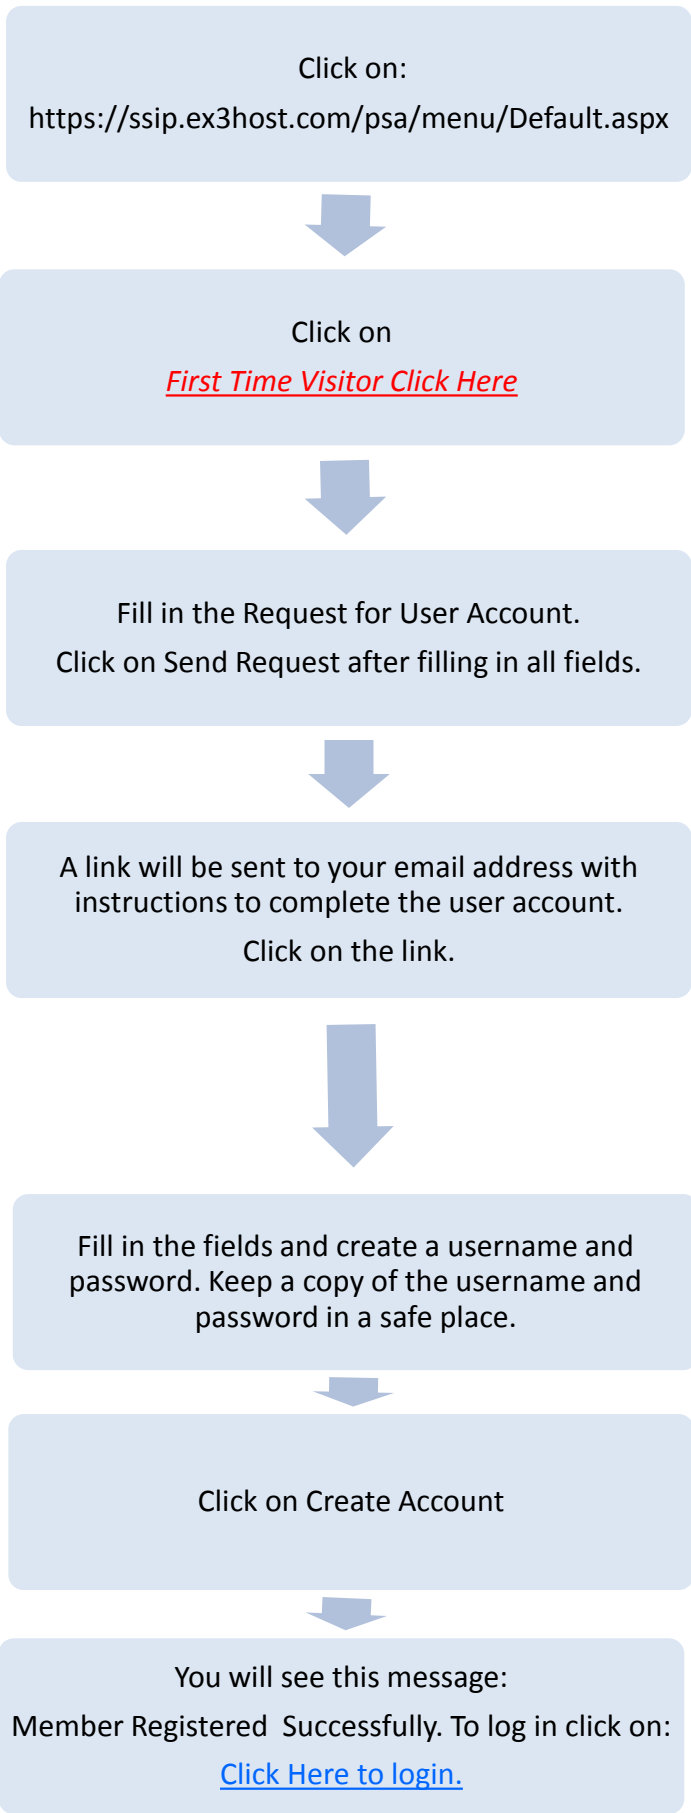 Click on:
https://ssip.ex3host.com/psa/menu/Default.aspx
Click on
First Time Visitor Click Here
Fill in the Request for User Account.
Click on Send Request after filling in all fields.
A link will be sent to your email address with
instructions to complete the user account.
Click on the link.
Fill in the fields and create a username and
password. Keep a copy of the username and
password in a safe place.
Click on Create Account
You will see this message:
Member Registered  Successfully. To log in click on:
Click Here to login.